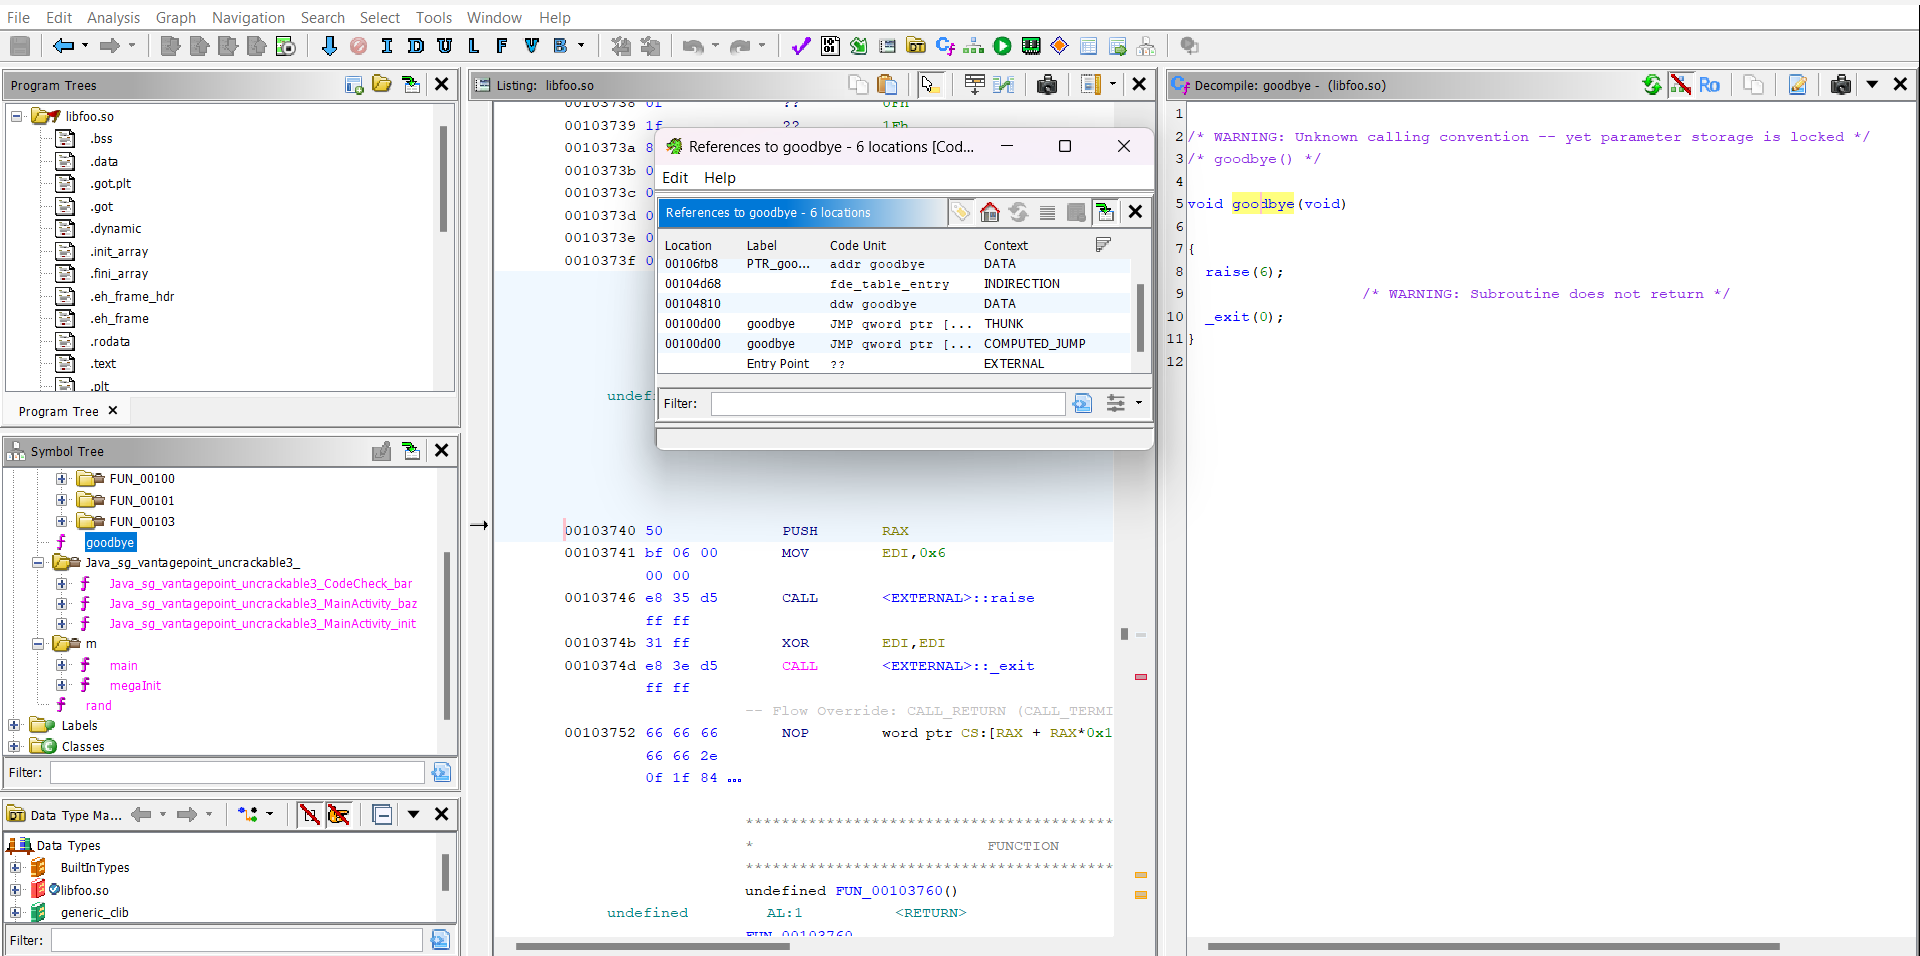 File Edit Analysis Graph Navigation Search Select Tools Window Help
I D U L F V B
Program Trees
libfoo.so
.bss
.data
.got.plt
.got
.dynamic
.init_array
.fini_array
.eh_frame_hdr
.eh_frame
.rodata
.text
.plt
Program Tree
Symbol Tree
FUN_00100
FUN_00101
FUN_00103
goodbye
Java_sg_vantagepoint_uncrackable3_
Java_sg_vantagepoint_uncrackable3_CodeCheck_bar
Java_sg_vantagepoint_uncrackable3_MainActivity_baz
Java_sg_vantagepoint_uncrackable3_MainActivity_init
m
main
megaInit
rand
Labels
Classes
Filter:
Data Type Ma...
Data Types
BuiltInTypes
libfoo.so
generic_clib
Filter:
Listing: libfoo.so
00103738 0f ?? 0Fh
00103739 1f ?? 1Fh
0010373a 8
0010373b 0
0010373c 0
0010373d 0
0010373e 0
0010373f 0
undefi
00103740 50 PUSH RAX
00103741 bf 06 00 MOV EDI,0x6
00 00
00103746 e8 35 d5 CALL <EXTERNAL>::raise
ff ff
0010374b 31 ff XOR EDI,EDI
0010374d e8 3e d5 CALL <EXTERNAL>::_exit
ff ff
-- Flow Override: CALL_RETURN (CALL_TERMI
00103752 66 66 66 NOP word ptr CS:[RAX + RAX*0x1
66 66 2e
0f 1f 84 ...
*****************************************
* FUNCTION
*****************************************
undefined FUN_00103760()
undefined AL:1 <RETURN>
FUN_00103760
References to goodbye - 6 locations [Cod...
Edit Help
References to goodbye - 6 locations
Location Label Code Unit Context
00106fb8 PTR_goo... addr goodbye DATA
00104d68 fde_table_entry INDIRECTION
00104810 ddw goodbye DATA
00100d00 goodbye JMP qword ptr [... THUNK
00100d00 goodbye JMP qword ptr [... COMPUTED_JUMP
Entry Point ?? EXTERNAL
Filter:
Decompile: goodbye - (libfoo.so)
Ro
1
2 /* WARNING: Unknown calling convention -- yet parameter storage is locked */
3 /* goodbye() */
4
5 void goodbye(void)
6
7 {
8 raise(6);
9 /* WARNING: Subroutine does not return */
10 _exit(0);
11 }
12